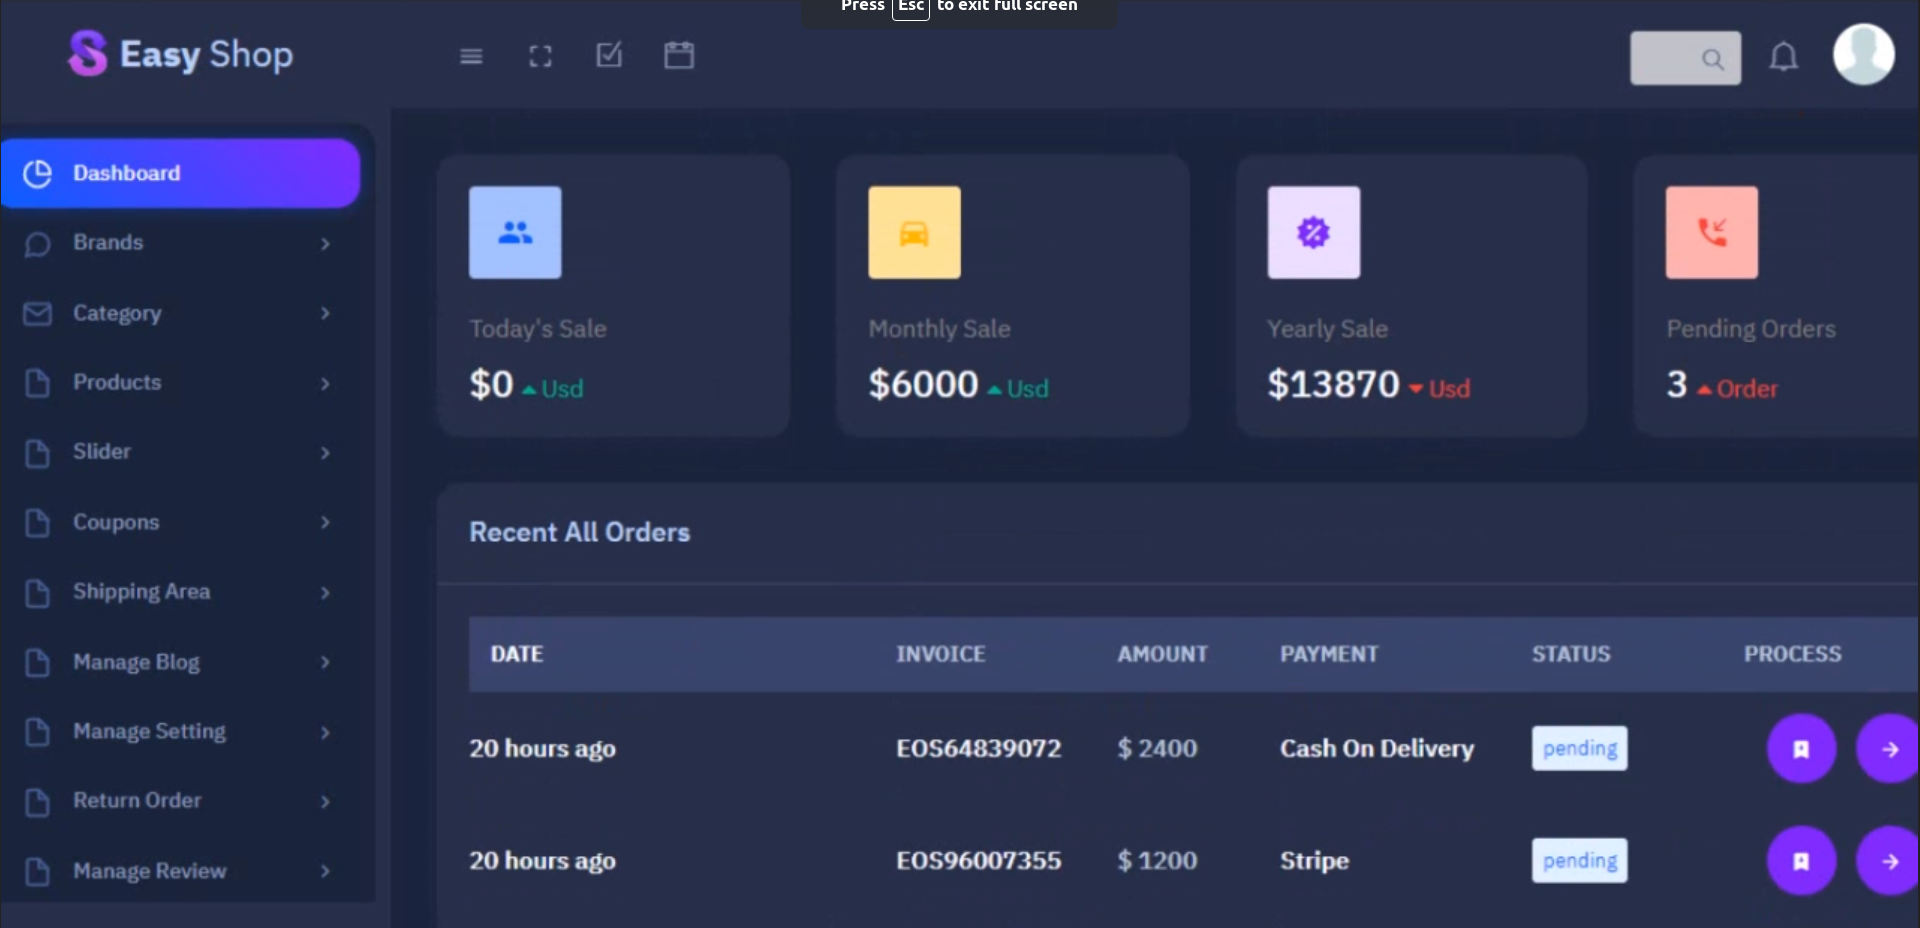 Press Esc to exit full screen
Easy Shop
Dashboard
Brands
Category
Products
Slider
Coupons
Shipping Area
Manage Blog
Manage Setting
Return Order
Manage Review
Today's Sale
$0 Usd
Monthly Sale
$6000 Usd
Yearly Sale
$13870 Usd
Pending Orders
3 Order
Recent All Orders
DATE INVOICE AMOUNT PAYMENT STATUS PROCESS
20 hours ago EOS64839072 $ 2400 Cash On Delivery pending
20 hours ago EOS96007355 $ 1200 Stripe pending